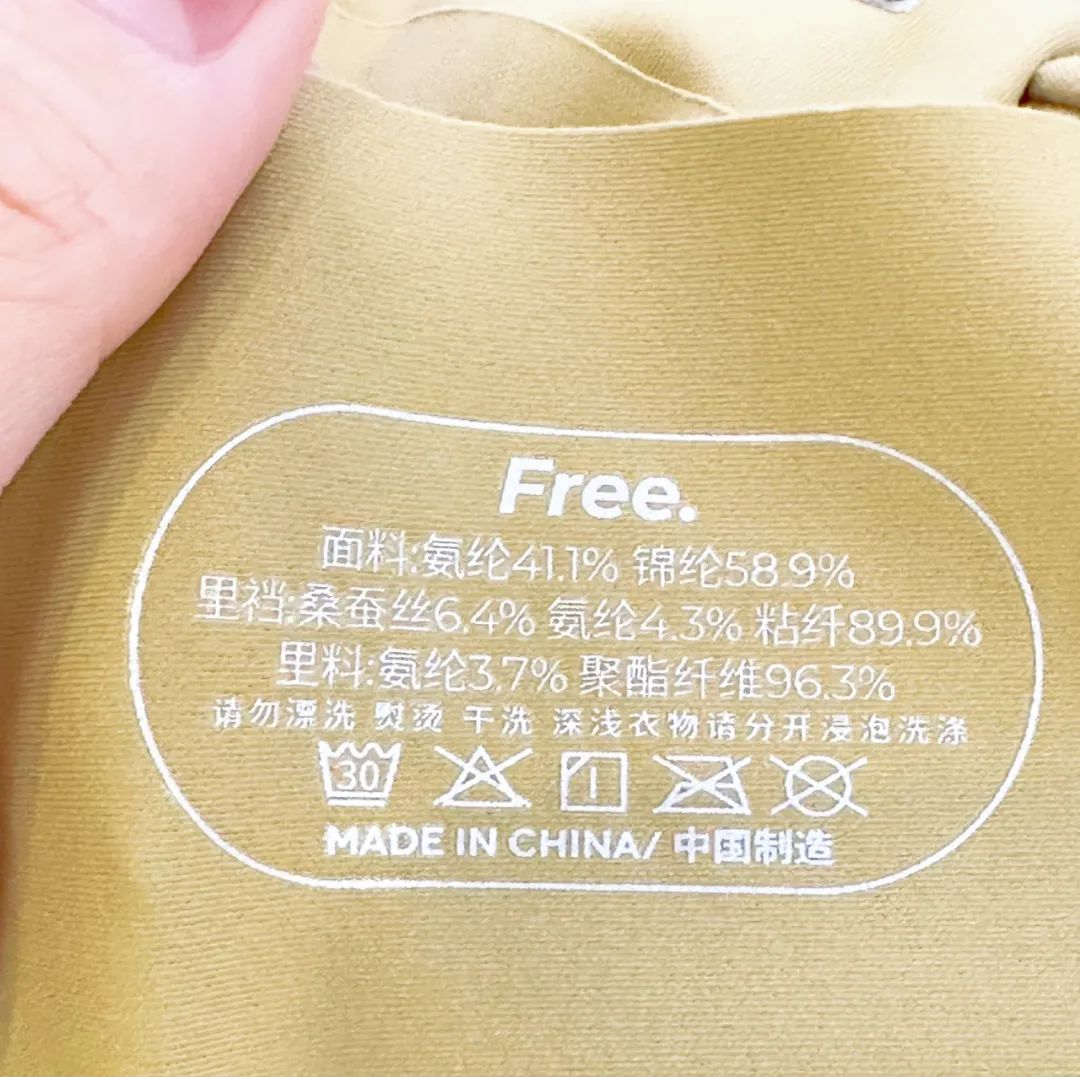 Free.
面料:氨纶41.1% 锦纶58.9%
里裆:桑蚕丝6.4% 氨纶4.3% 粘纤89.9%
里料:氨纶3.7% 聚酯纤维96.3%
请勿漂洗 熨烫 干洗 深浅衣物请分开浸泡洗涤
30
MADE IN CHINA/ 中国制造